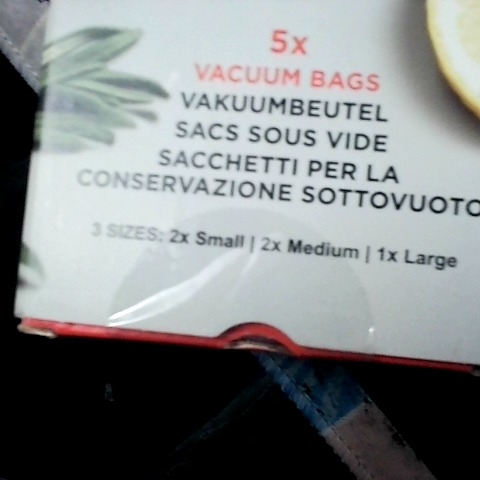 5x
VACUUM BAGS
VAKUUMBEUTEL
SACS SOUS VIDE
SACCHETTI PER LA
CONSERVAZIONE SOTTOVUOTO
3 SIZES: 2x Small | 2x Medium | 1x Large